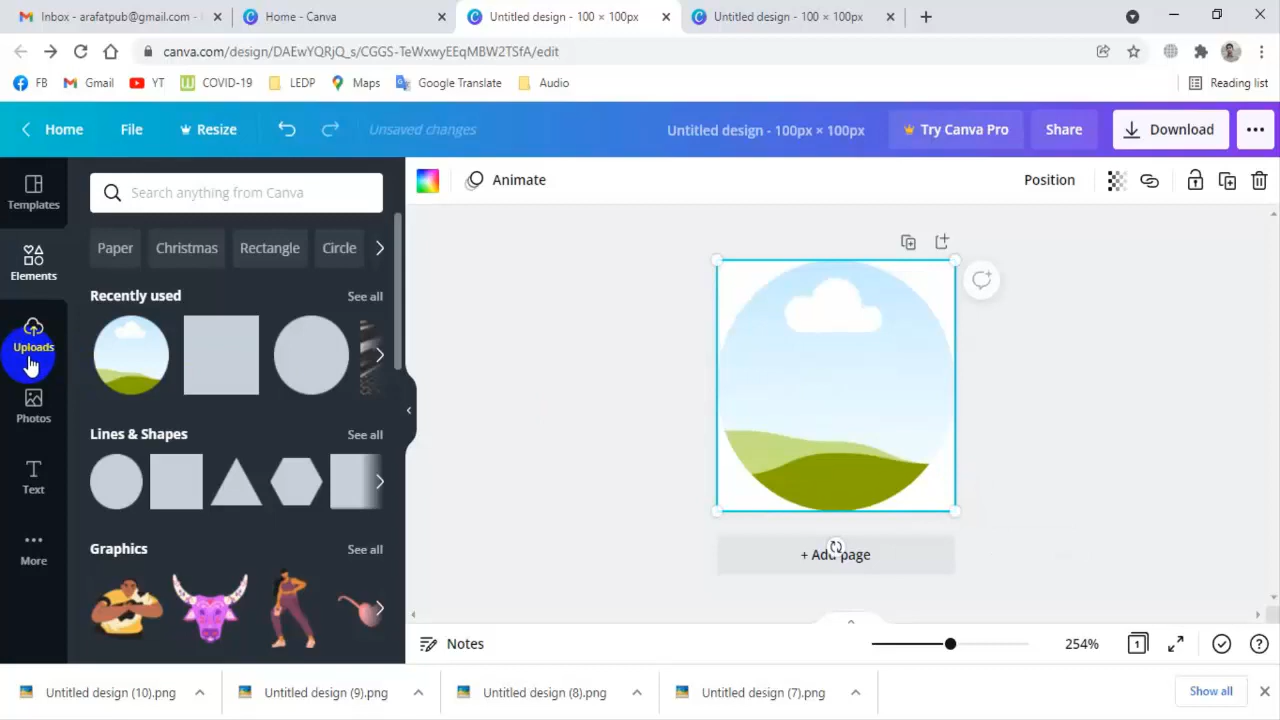 Inbox - arafatpub@gmail.com -
Home - Canva
Untitled design - 100 × 100px
Untitled design - 100 × 100px
canva.com/design/DAEwYQRjQ_s/CGGS-TeWxwyEEqMBW2TSfA/edit
FB
Gmail
YT
COVID-19
LEDP
Maps
Google Translate
Audio
Reading list
Home
File
Resize
Unsaved changes
Untitled design - 100px × 100px
Try Canva Pro
Share
Download
Templates
Elements
Uploads
Photos
Text
More
Search anything from Canva
Paper
Christmas
Rectangle
Circle
Recently used
See all
Lines & Shapes
See all
Graphics
See all
Animate
Position
+ Add page
Notes
254%
1
Untitled design (10).png
Untitled design (9).png
Untitled design (8).png
Untitled design (7).png
Show all